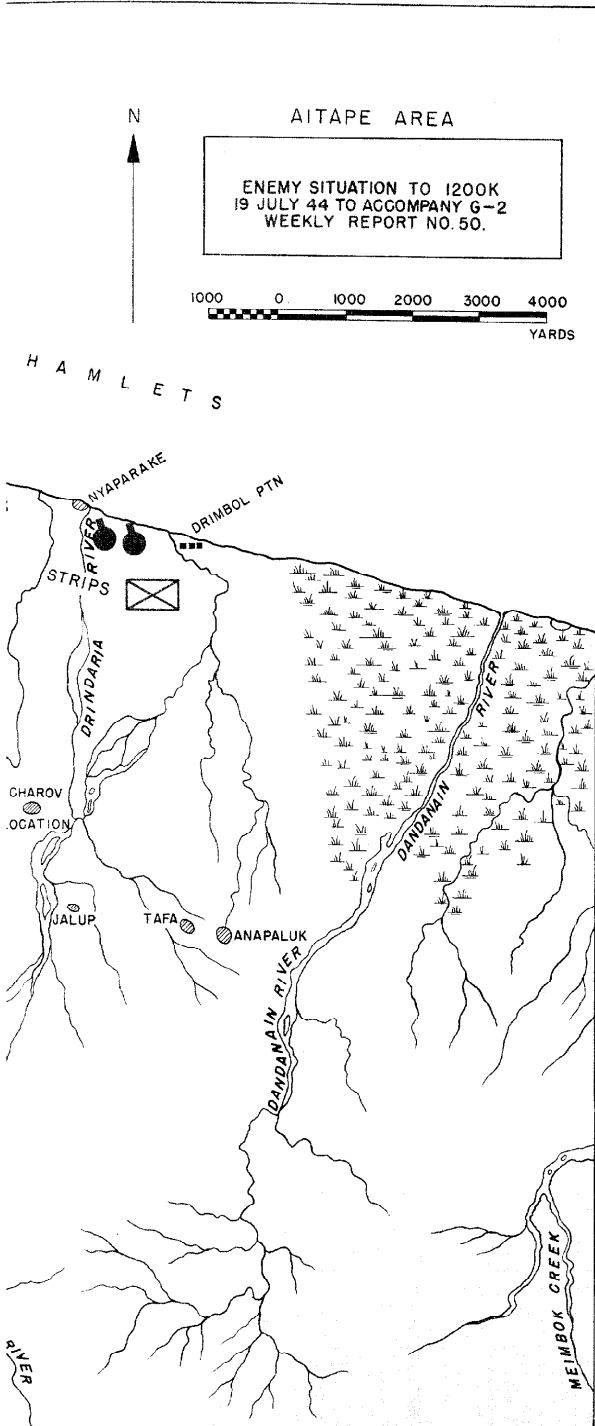 N
AITAPE AREA
ENEMY SITUATION TO 1200K
19 JULY 44 TO ACCOMPANY G-2
WEEKLY REPORT NO. 50.
1000 0 1000 2000 3000 4000
YARDS
HAMLETS
NYAPARAKE
DRIMBOL PTN
RIVER
STRIPS
DRINDARIA
RIVER
DANDANAIN
CHAROV
OCATION
JALUP
TAFA
ANAPALUK
DANDANAIN RIVER
MEIMBOK CREEK
RIVER